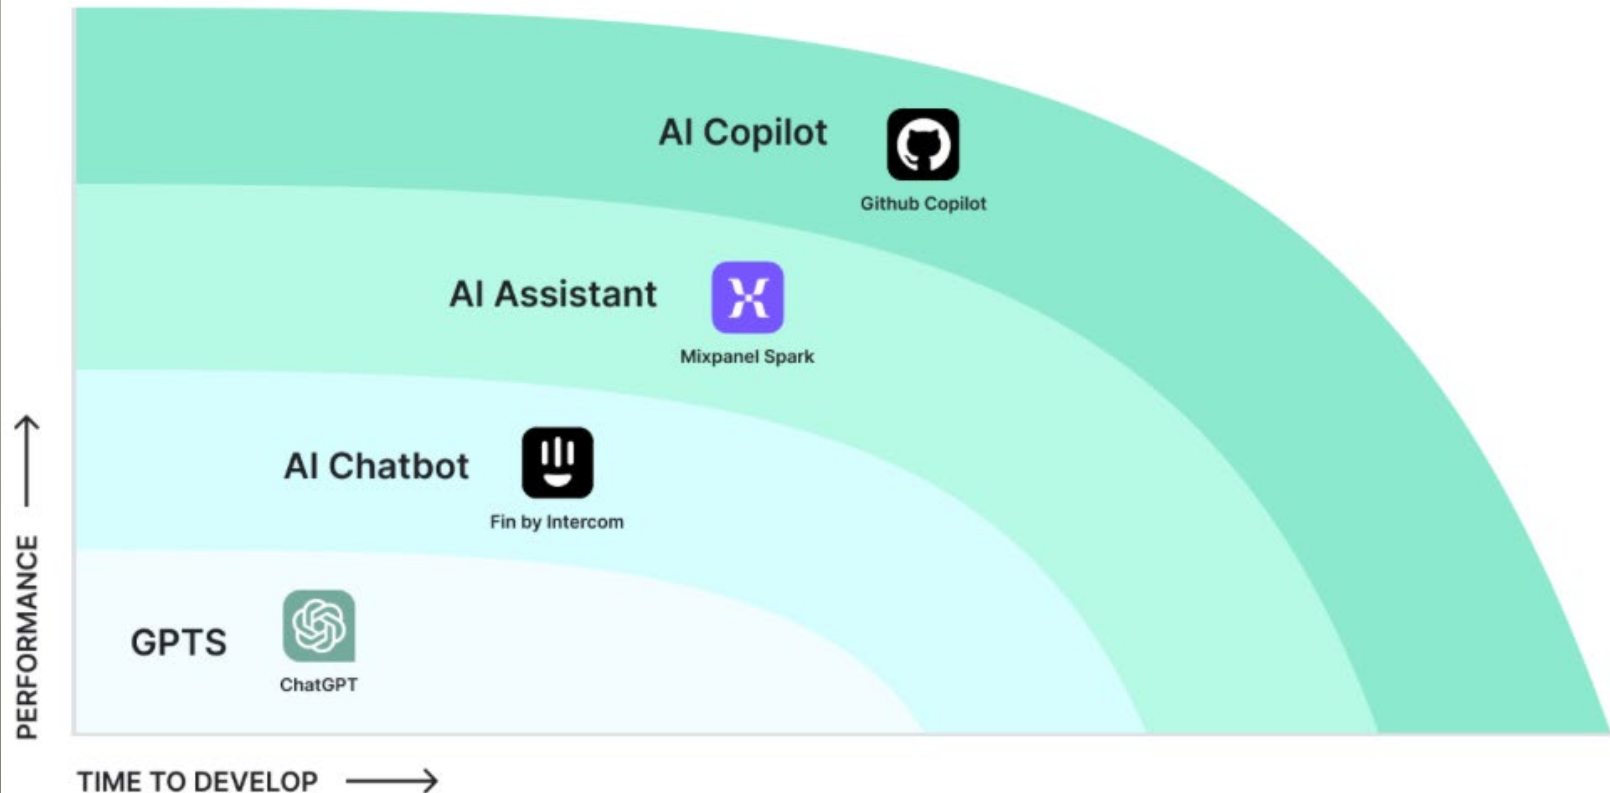 AI Copilot
Github Copilot
AI Assistant
Mixpanel Spark
AI Chatbot
Fin by Intercom
GPTS
ChatGPT
PERFORMANCE
TIME TO DEVELOP